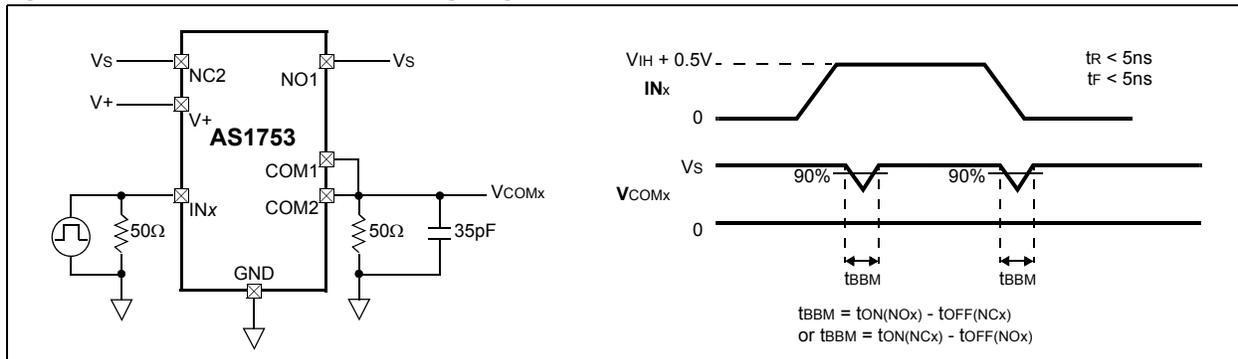 VS
NC2
NO1
VS
V+
V+
AS1753
COM1
COM2
VCOMx
INx
50Ω
50Ω
35pF
GND
VIH + 0.5V
INx
0
tR < 5ns
tF < 5ns
VS
90%
90%
VCOMx
0
tBBM
tBBM
tBBM = tON(NOx) - tOFF(NCx)
or tBBM = tON(NCx) - tOFF(NOx)